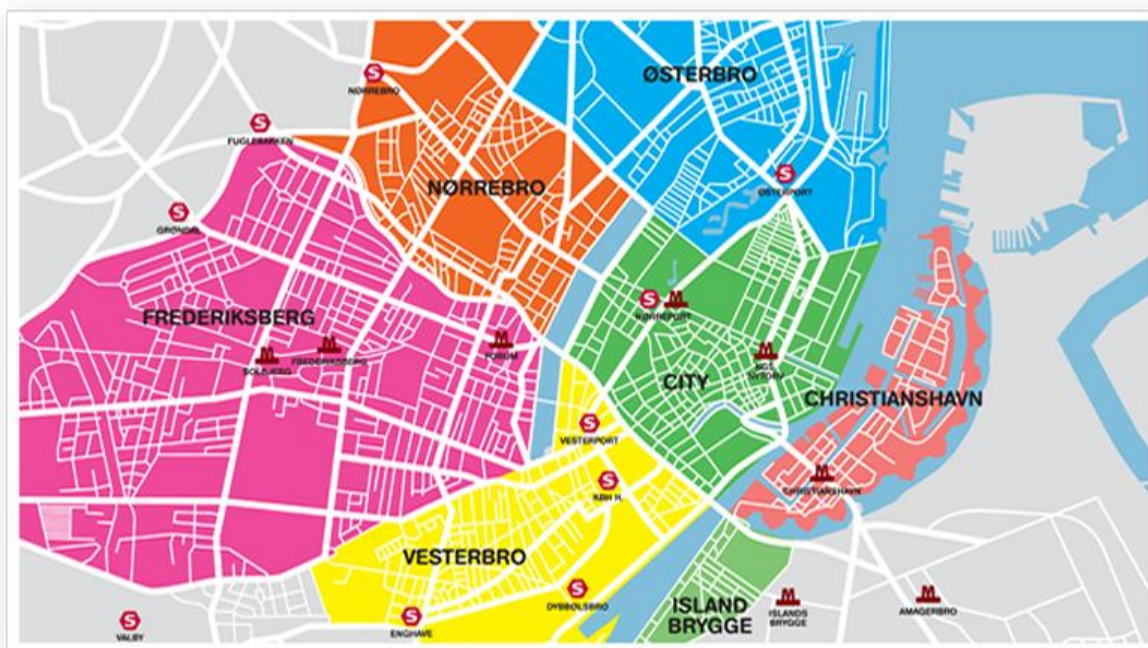 ØSTERBRO
S
NØRREBRO
S
FUGLEBAKKEN
S
ØSTERPORT
NØRREBRO
S
GRØNDAL
S M
NØRREPORT
FREDERIKSBERG
M
SOLBJERG
M
FREDERIKSBERG
M
FORUM
M
KGS.
NYTORV
CITY
CHRISTIANSHAVN
S
VESTERPORT
M
CHRISTIANSHAVN
S
KBH H.
VESTERBRO
S
DYBBØLSBRO
ISLAND
BRYGGE
M
ISLANDS
BRYGGE
M
AMAGERBRO
S
VALBY
S
ENGHAVE